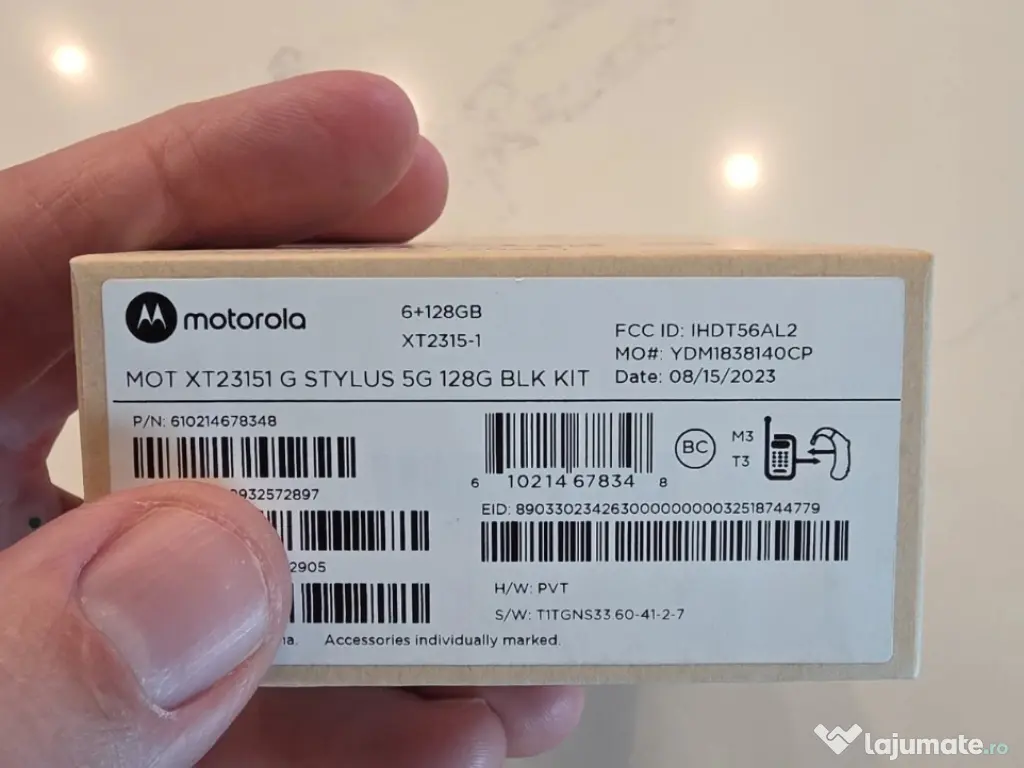 motorola
6+128GB
XT2315-1
FCC ID: IHDT56AL2
MO#: YDM1838140CP
MOT XT23151 G STYLUS 5G 128G BLK KIT
Date: 08/15/2023
P/N: 610214678348
0932572897
2905
6 10214 67834 8
BC
M3
T3
EID: 89033023426300000000032518744779
H/W: PVT
S/W: T1TGNS33.60-41-2-7
Accessories individually marked.
lajumate.ro